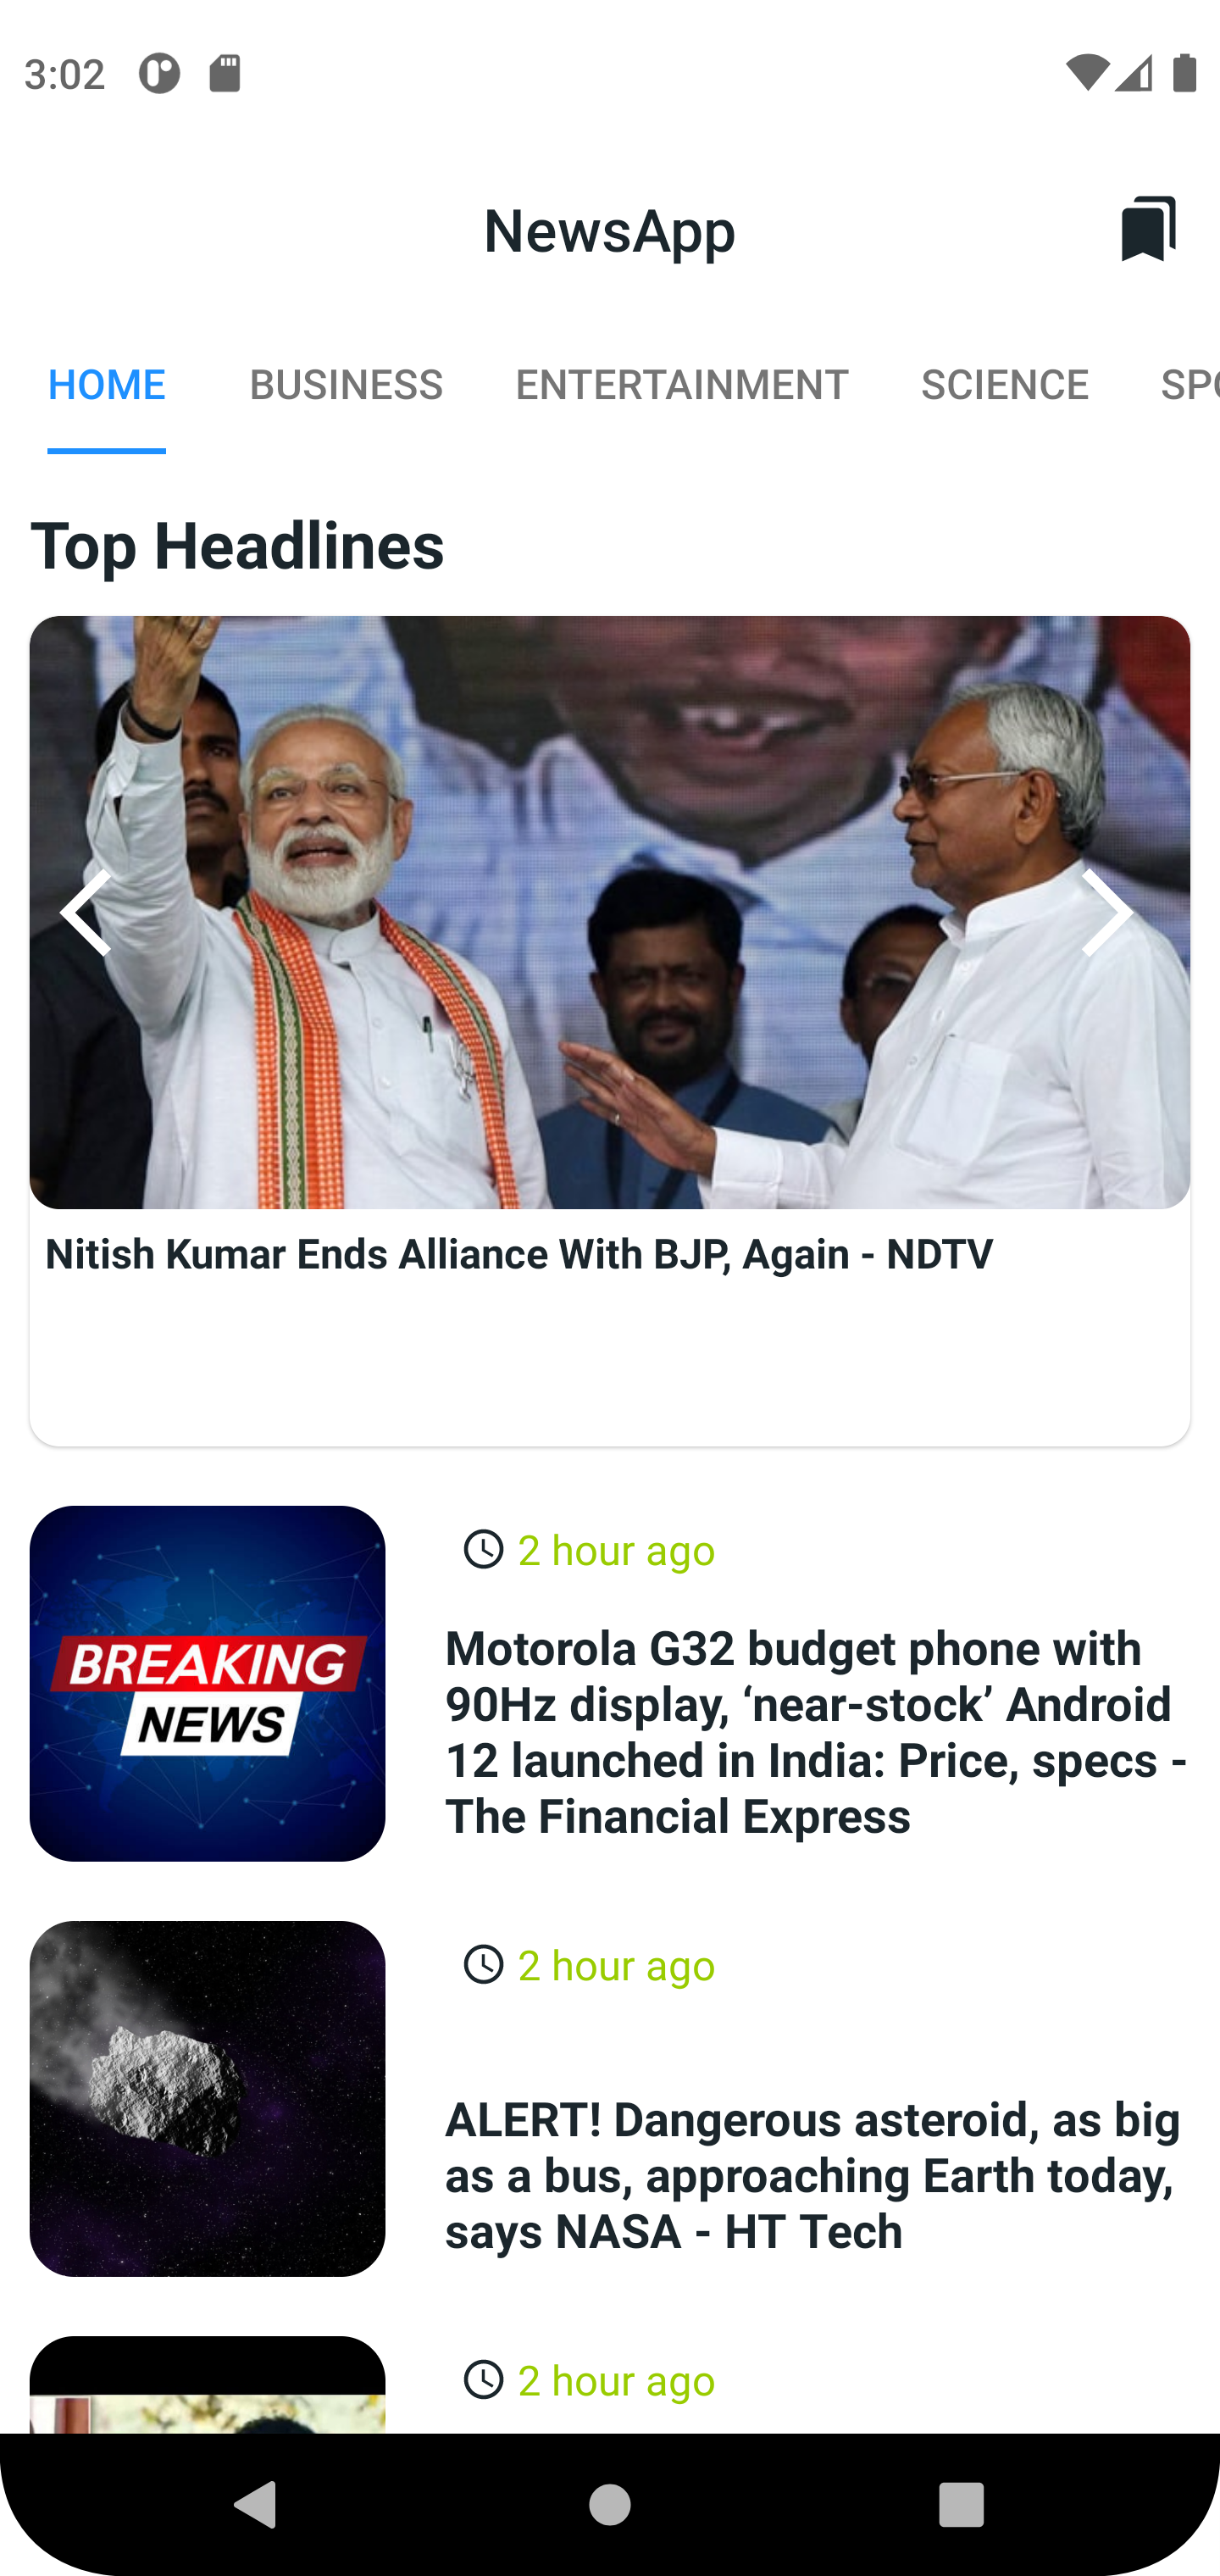 3:02
NewsApp
HOME BUSINESS ENTERTAINMENT SCIENCE SPO
Top Headlines
Nitish Kumar Ends Alliance With BJP, Again - NDTV
2 hour ago
BREAKING
NEWS
Motorola G32 budget phone with
90Hz display, ‘near-stock’ Android
12 launched in India: Price, specs -
The Financial Express
2 hour ago
ALERT! Dangerous asteroid, as big
as a bus, approaching Earth today,
says NASA - HT Tech
2 hour ago